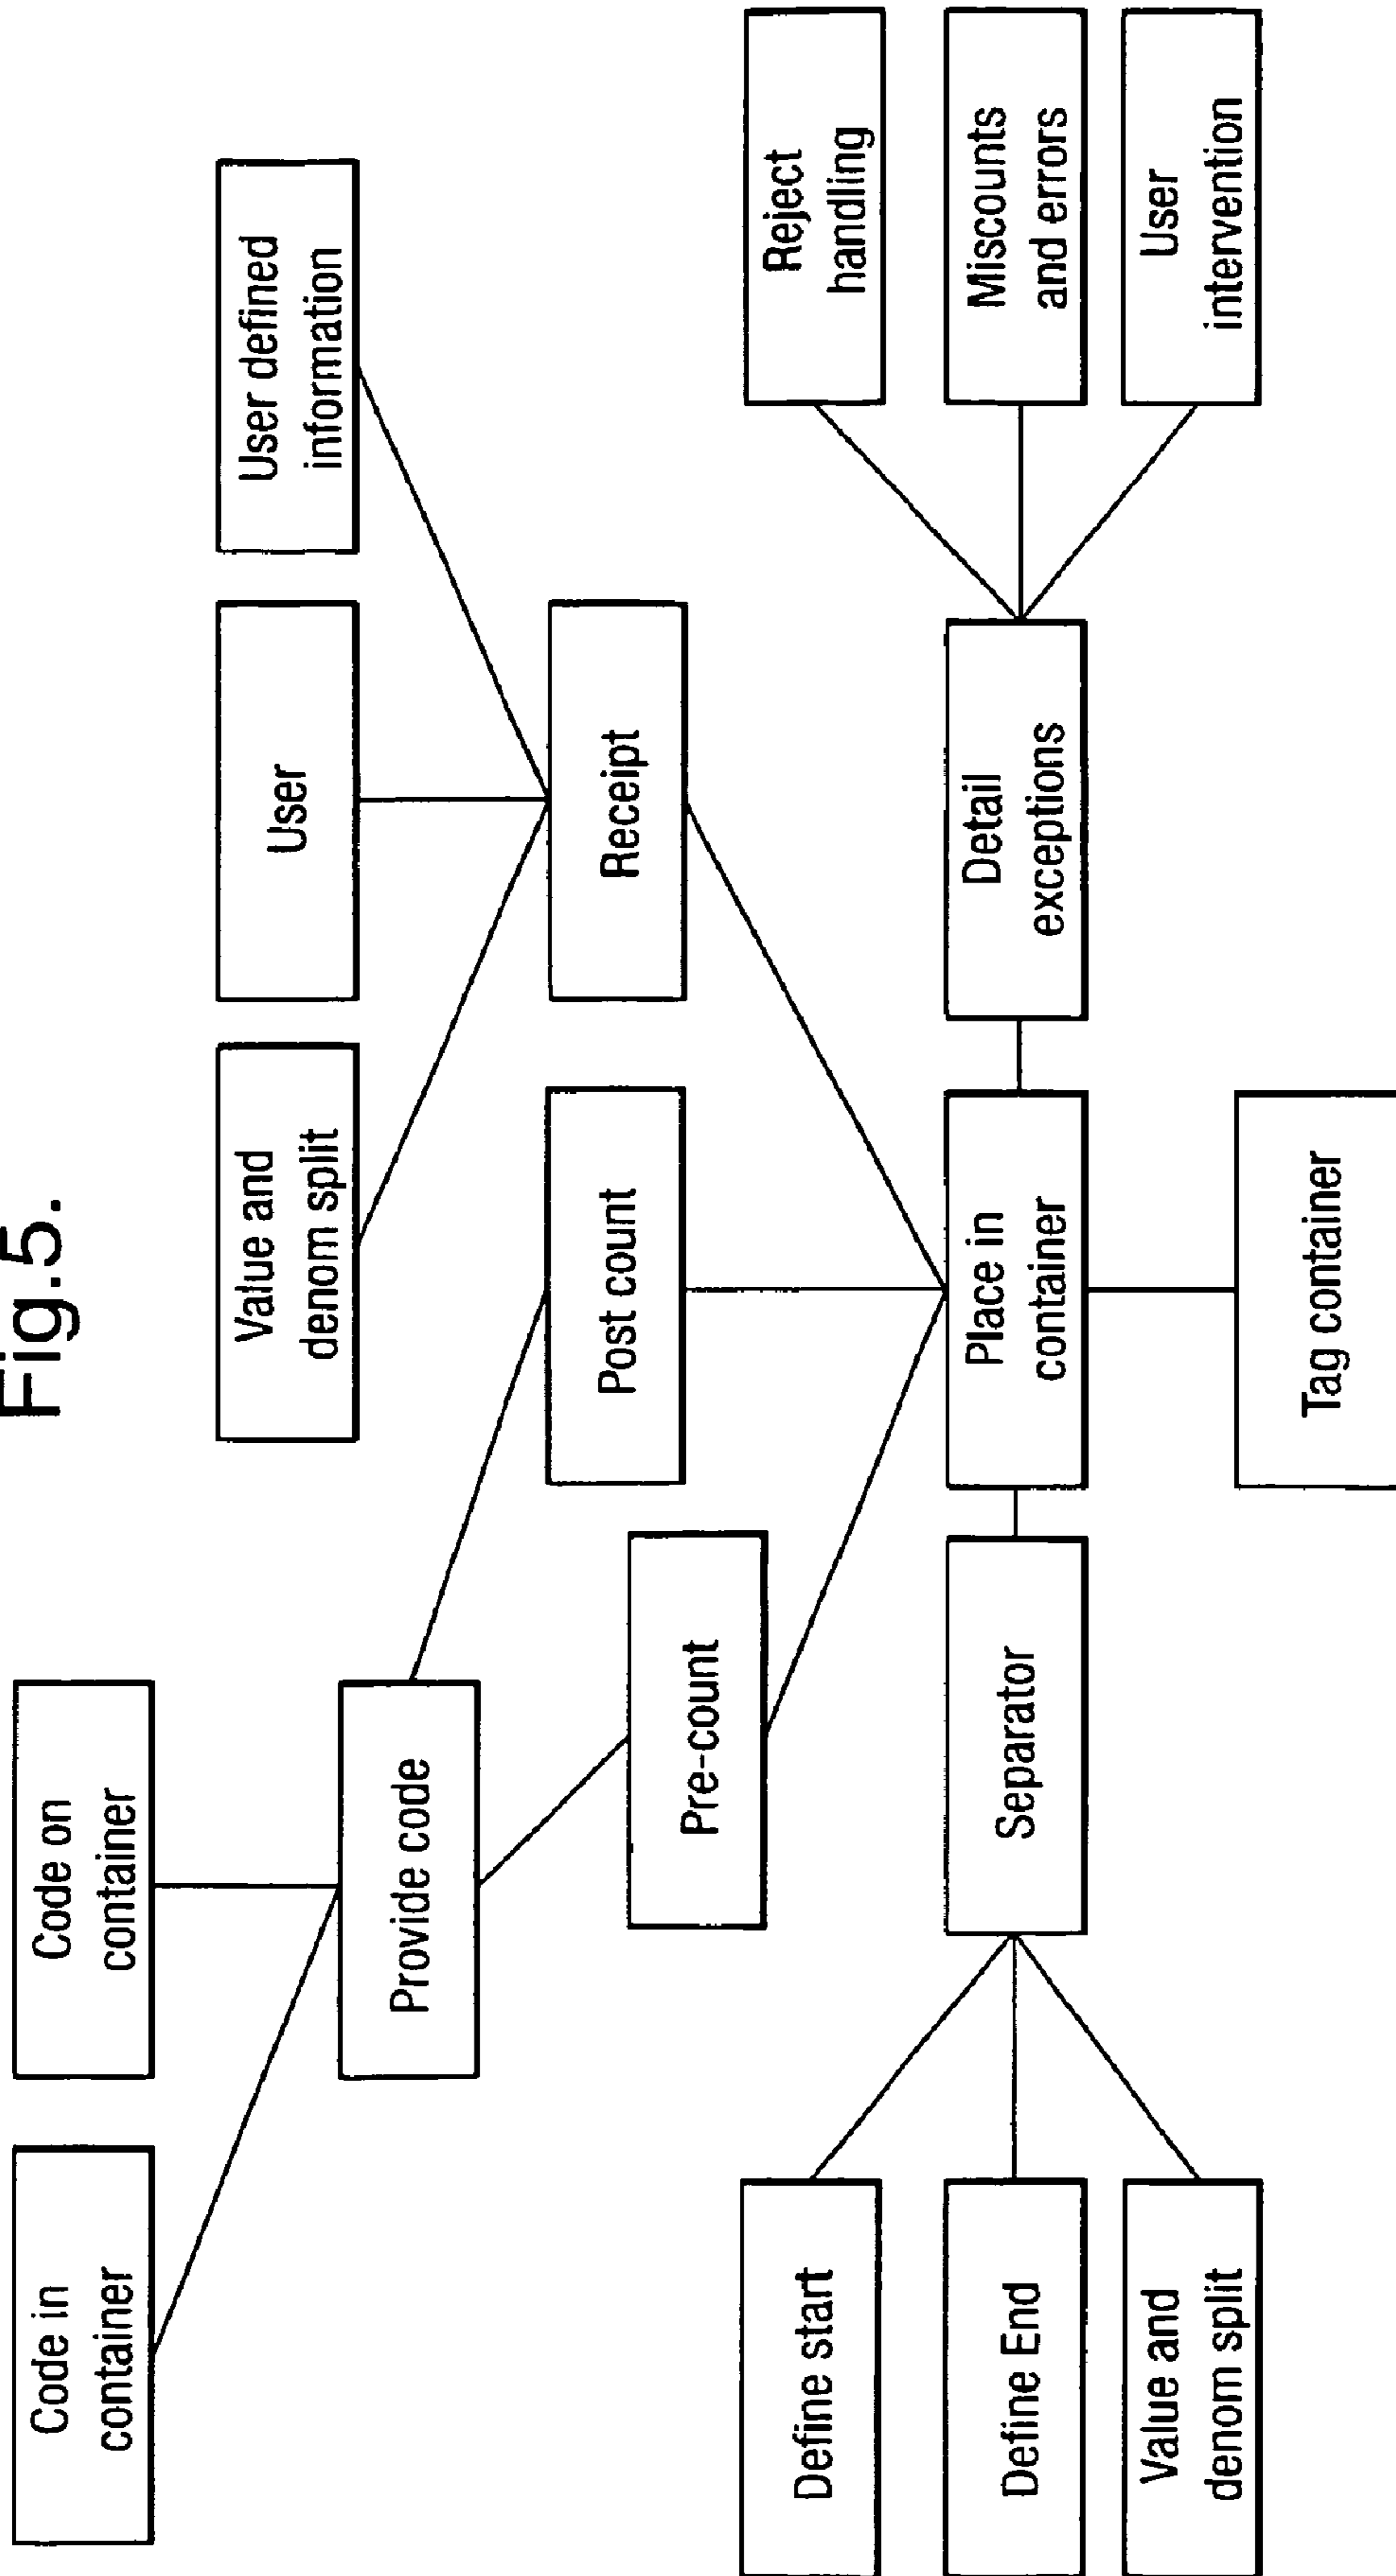 Fig.5.
Code in
container
Code on
container
Value and
denom split
User
User defined
information
Provide code
Pre-count
Post count
Receipt
Define start
Define End
Value and
denom split
Separator
Place in
container
Detail
exceptions
Reject
handling
Miscounts
and errors
User
intervention
Tag container